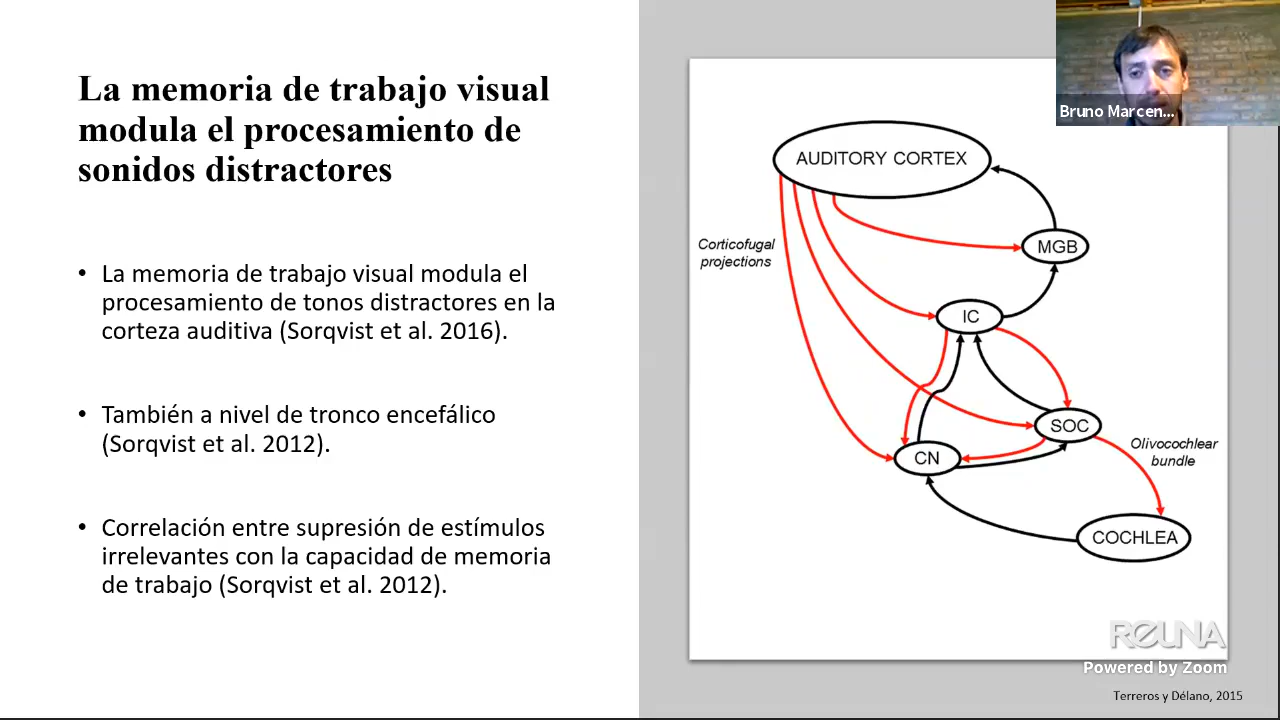 La memoria de trabajo visual
modula el procesamiento de
sonidos distractores
• La memoria de trabajo visual modula el
procesamiento de tonos distractores en la
corteza auditiva (Sorqvist et al. 2016).
• También a nivel de tronco encefálico
(Sorqvist et al. 2012).
• Correlación entre supresión de estímulos
irrelevantes con la capacidad de memoria
de trabajo (Sorqvist et al. 2012).
Bruno Marcen...
AUDITORY CORTEX
Corticofugal
projections
MGB
IC
SOC
Olivocochlear
bundle
CN
COCHLEA
REUNA
Powered by Zoom
Terreros y Délano, 2015